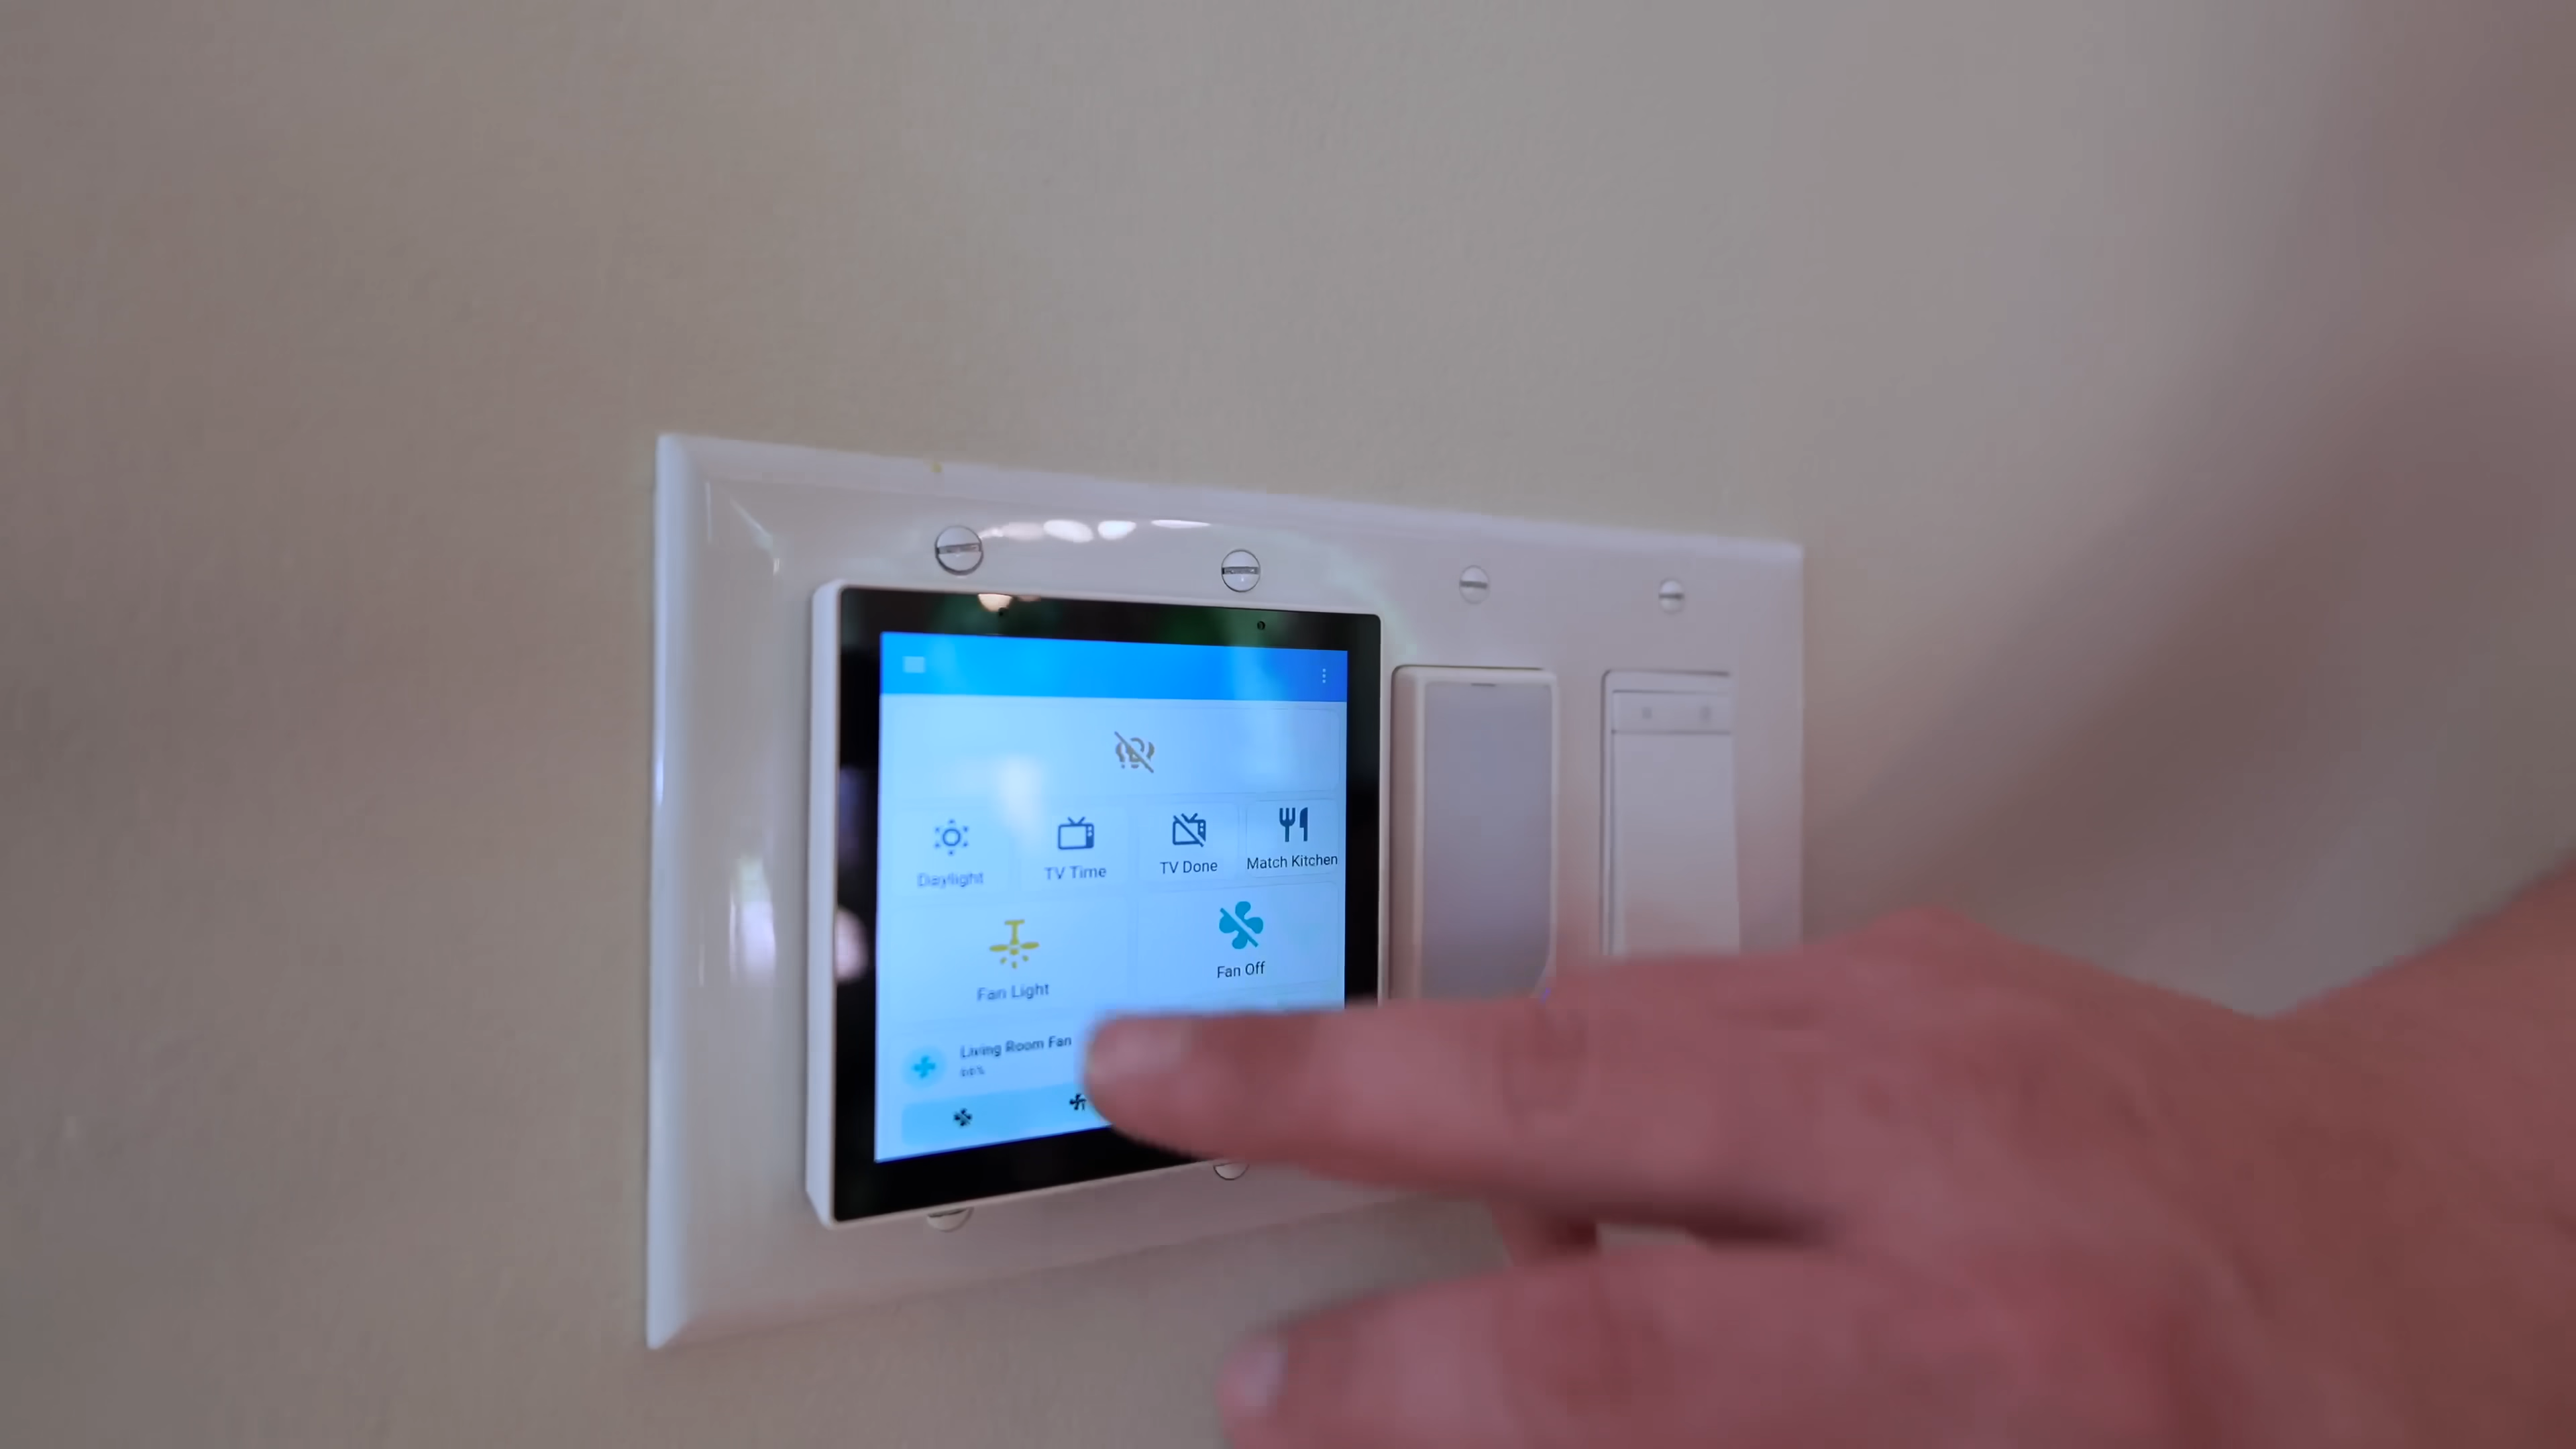 Daylight
TV Time
TV Done
Match Kitchen
Fan Light
Fan Off
Living Room Fan